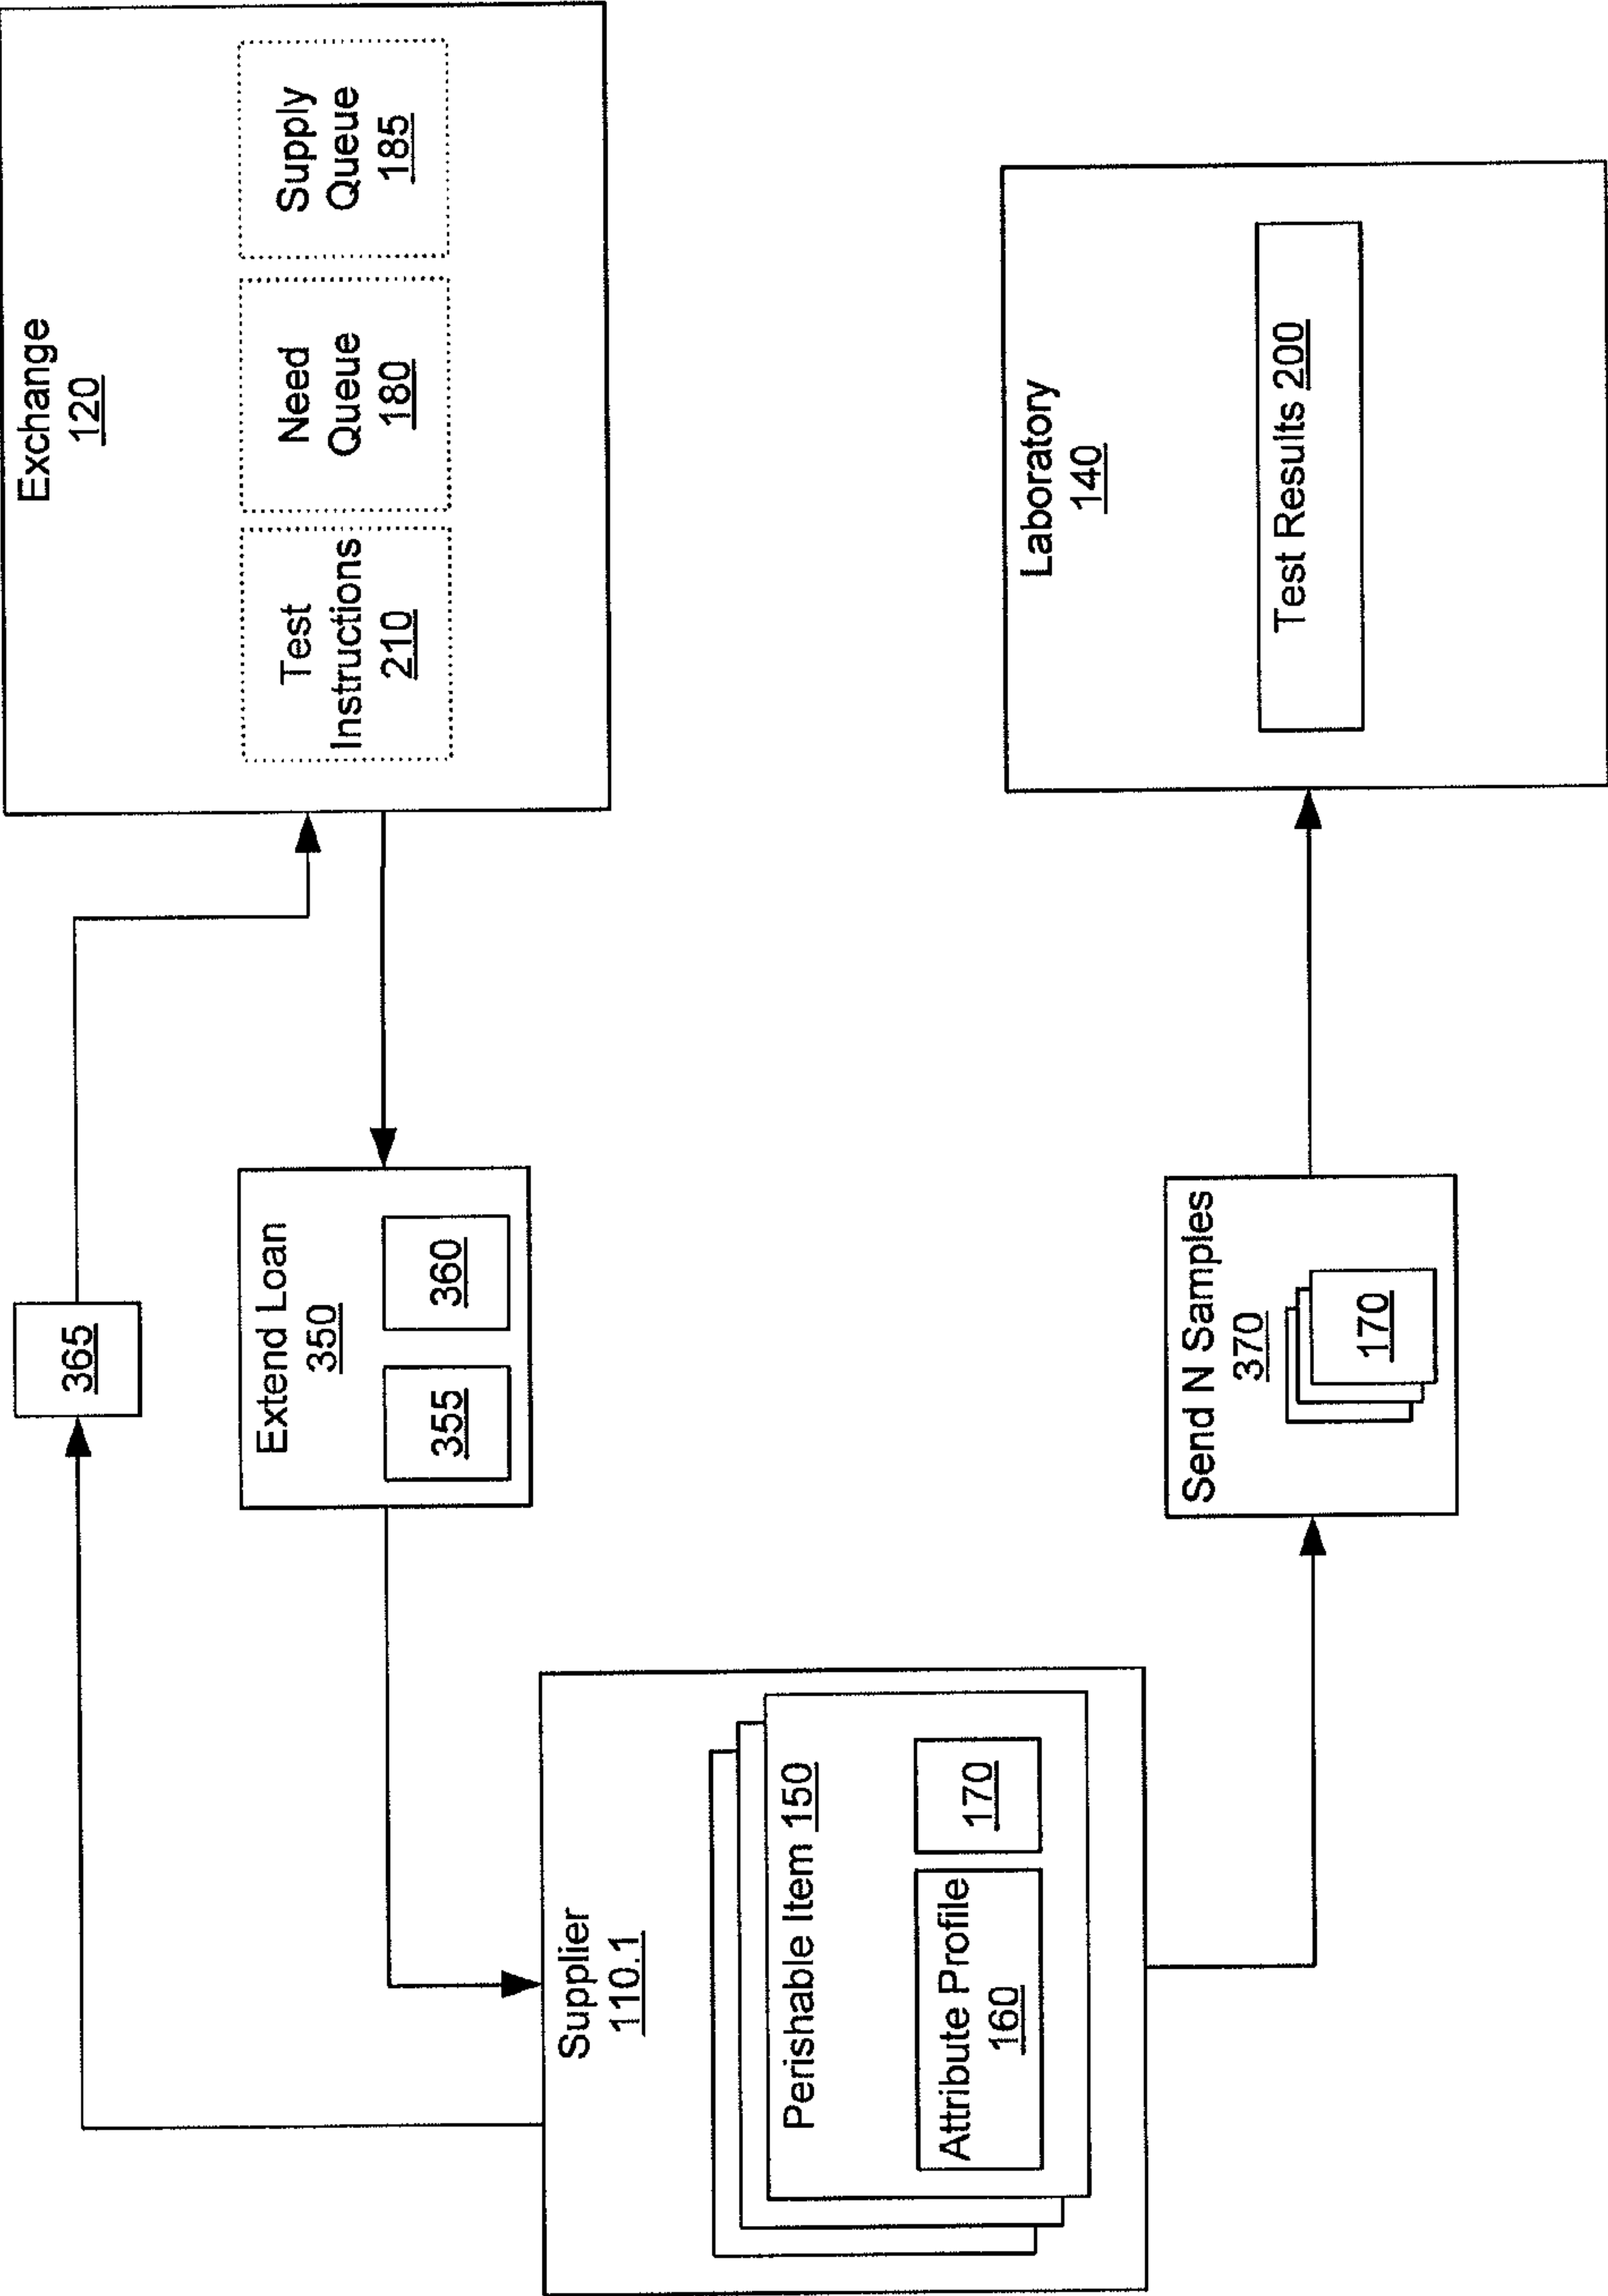 365
Exchange
120
Test
Instructions
210
Need
Queue
180
Supply
Queue
185
Extend Loan
350
355
360
Supplier
110.1
Perishable Item 150
Attribute Profile
160
170
Send N Samples
370
170
Laboratory
140
Test Results 200